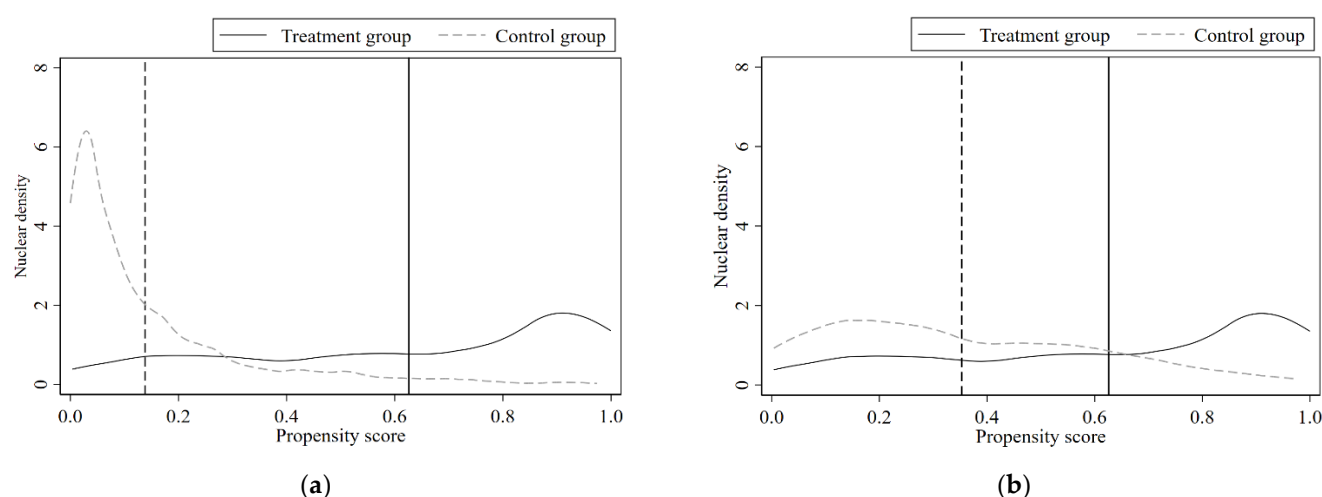 Treatment group Control group
Nuclear density
8
6
4
2
0
0.0 0.2 0.4 0.6 0.8 1.0
Propensity score
(a)
Treatment group Control group
Nuclear density
8
6
4
2
0
0.0 0.2 0.4 0.6 0.8 1.0
Propensity score
(b)